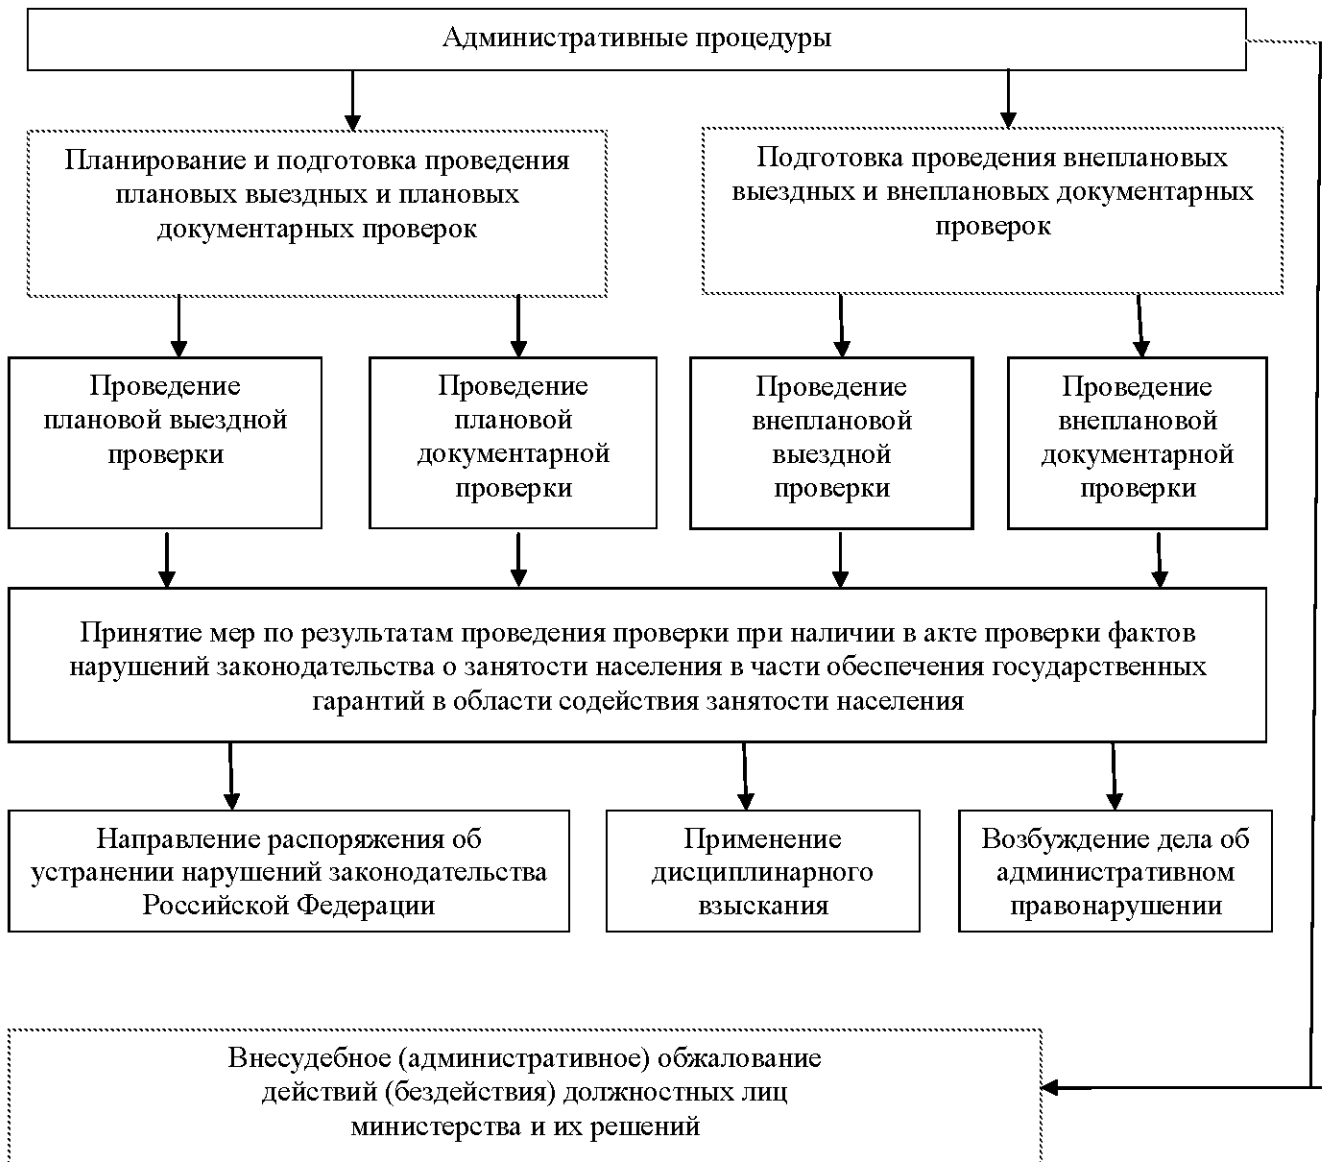 Административные процедуры
Планирование и подготовка проведения
плановых выездных и плановых
документарных проверок
Подготовка проведения внеплановых
выездных и внеплановых документарных
проверок
Проведение
плановой выездной
проверки
Проведение
плановой
документарной
проверки
Проведение
внеплановой
выездной
проверки
Проведение
внеплановой
документарной
проверки
Принятие мер по результатам проведения проверки при наличии в акте проверки фактов
нарушений законодательства о занятости населения в части обеспечения государственных
гарантий в области содействия занятости населения
Направление распоряжения об
устранении нарушений законодательства
Российской Федерации
Применение
дисциплинарного
взыскания
Возбуждение дела об
административном
правонарушении
Внесудебное (административное) обжалование
действий (бездействия) должностных лиц
министерства и их решений